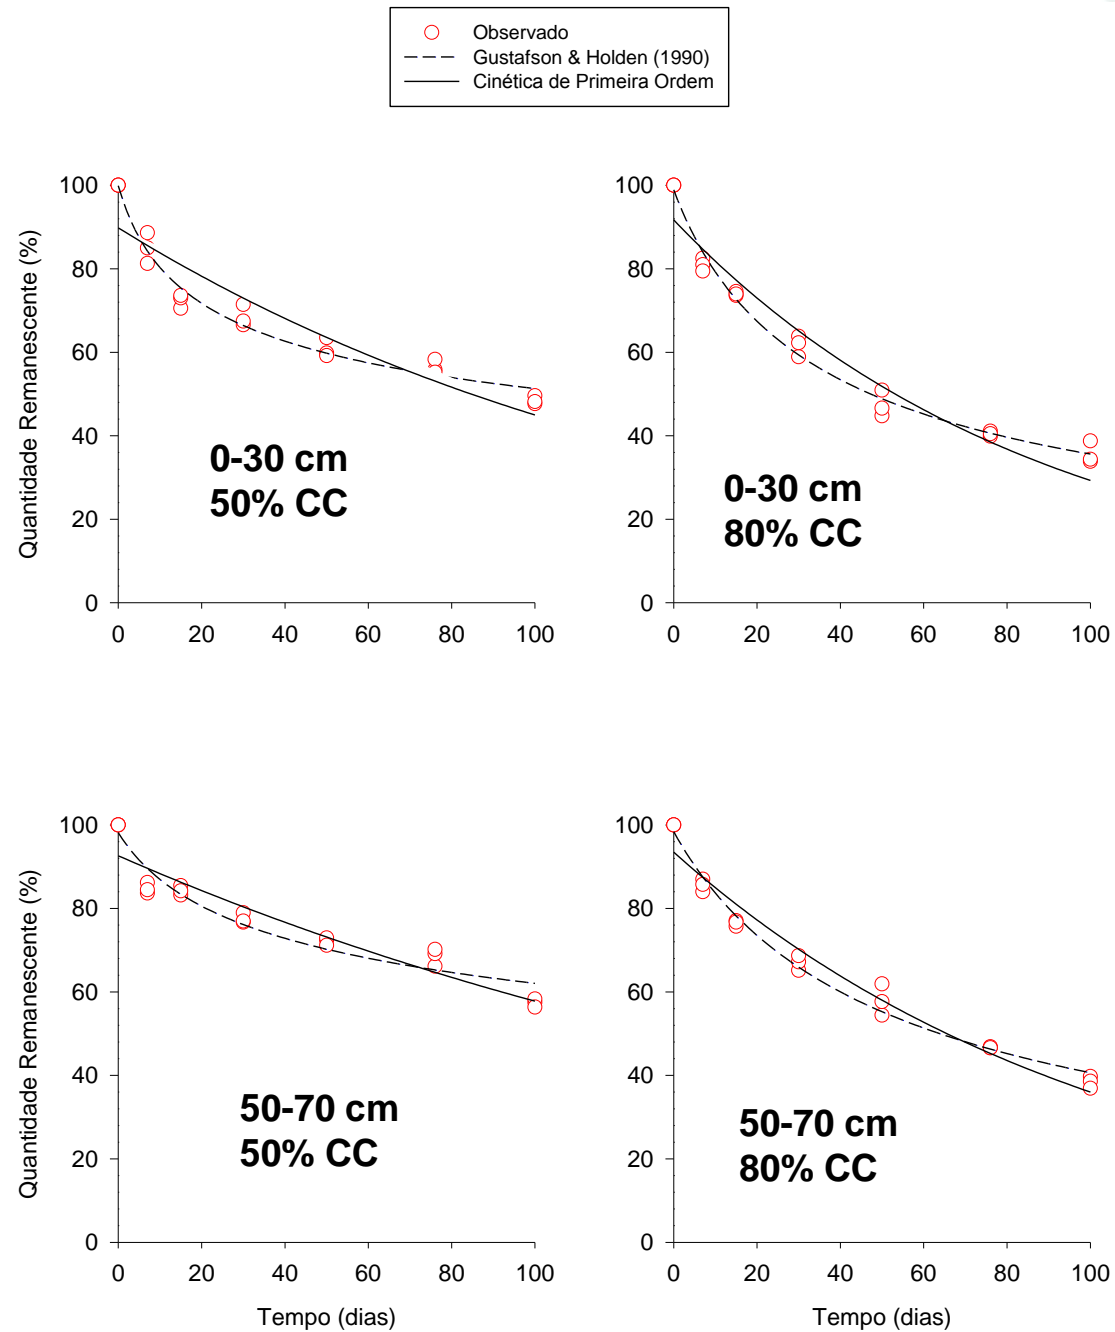 Observado
Gustafson & Holden (1990)
Cinética de Primeira Ordem
Quantidade Remanescente (%)
100
80
60
40
20
0
0 20 40 60 80 100
0-30 cm
50% CC
100
80
60
40
20
0
0 20 40 60 80 100
0-30 cm
80% CC
Quantidade Remanescente (%)
100
80
60
40
20
0
0 20 40 60 80 100
50-70 cm
50% CC
Tempo (dias)
100
80
60
40
20
0
0 20 40 60 80 100
50-70 cm
80% CC
Tempo (dias)